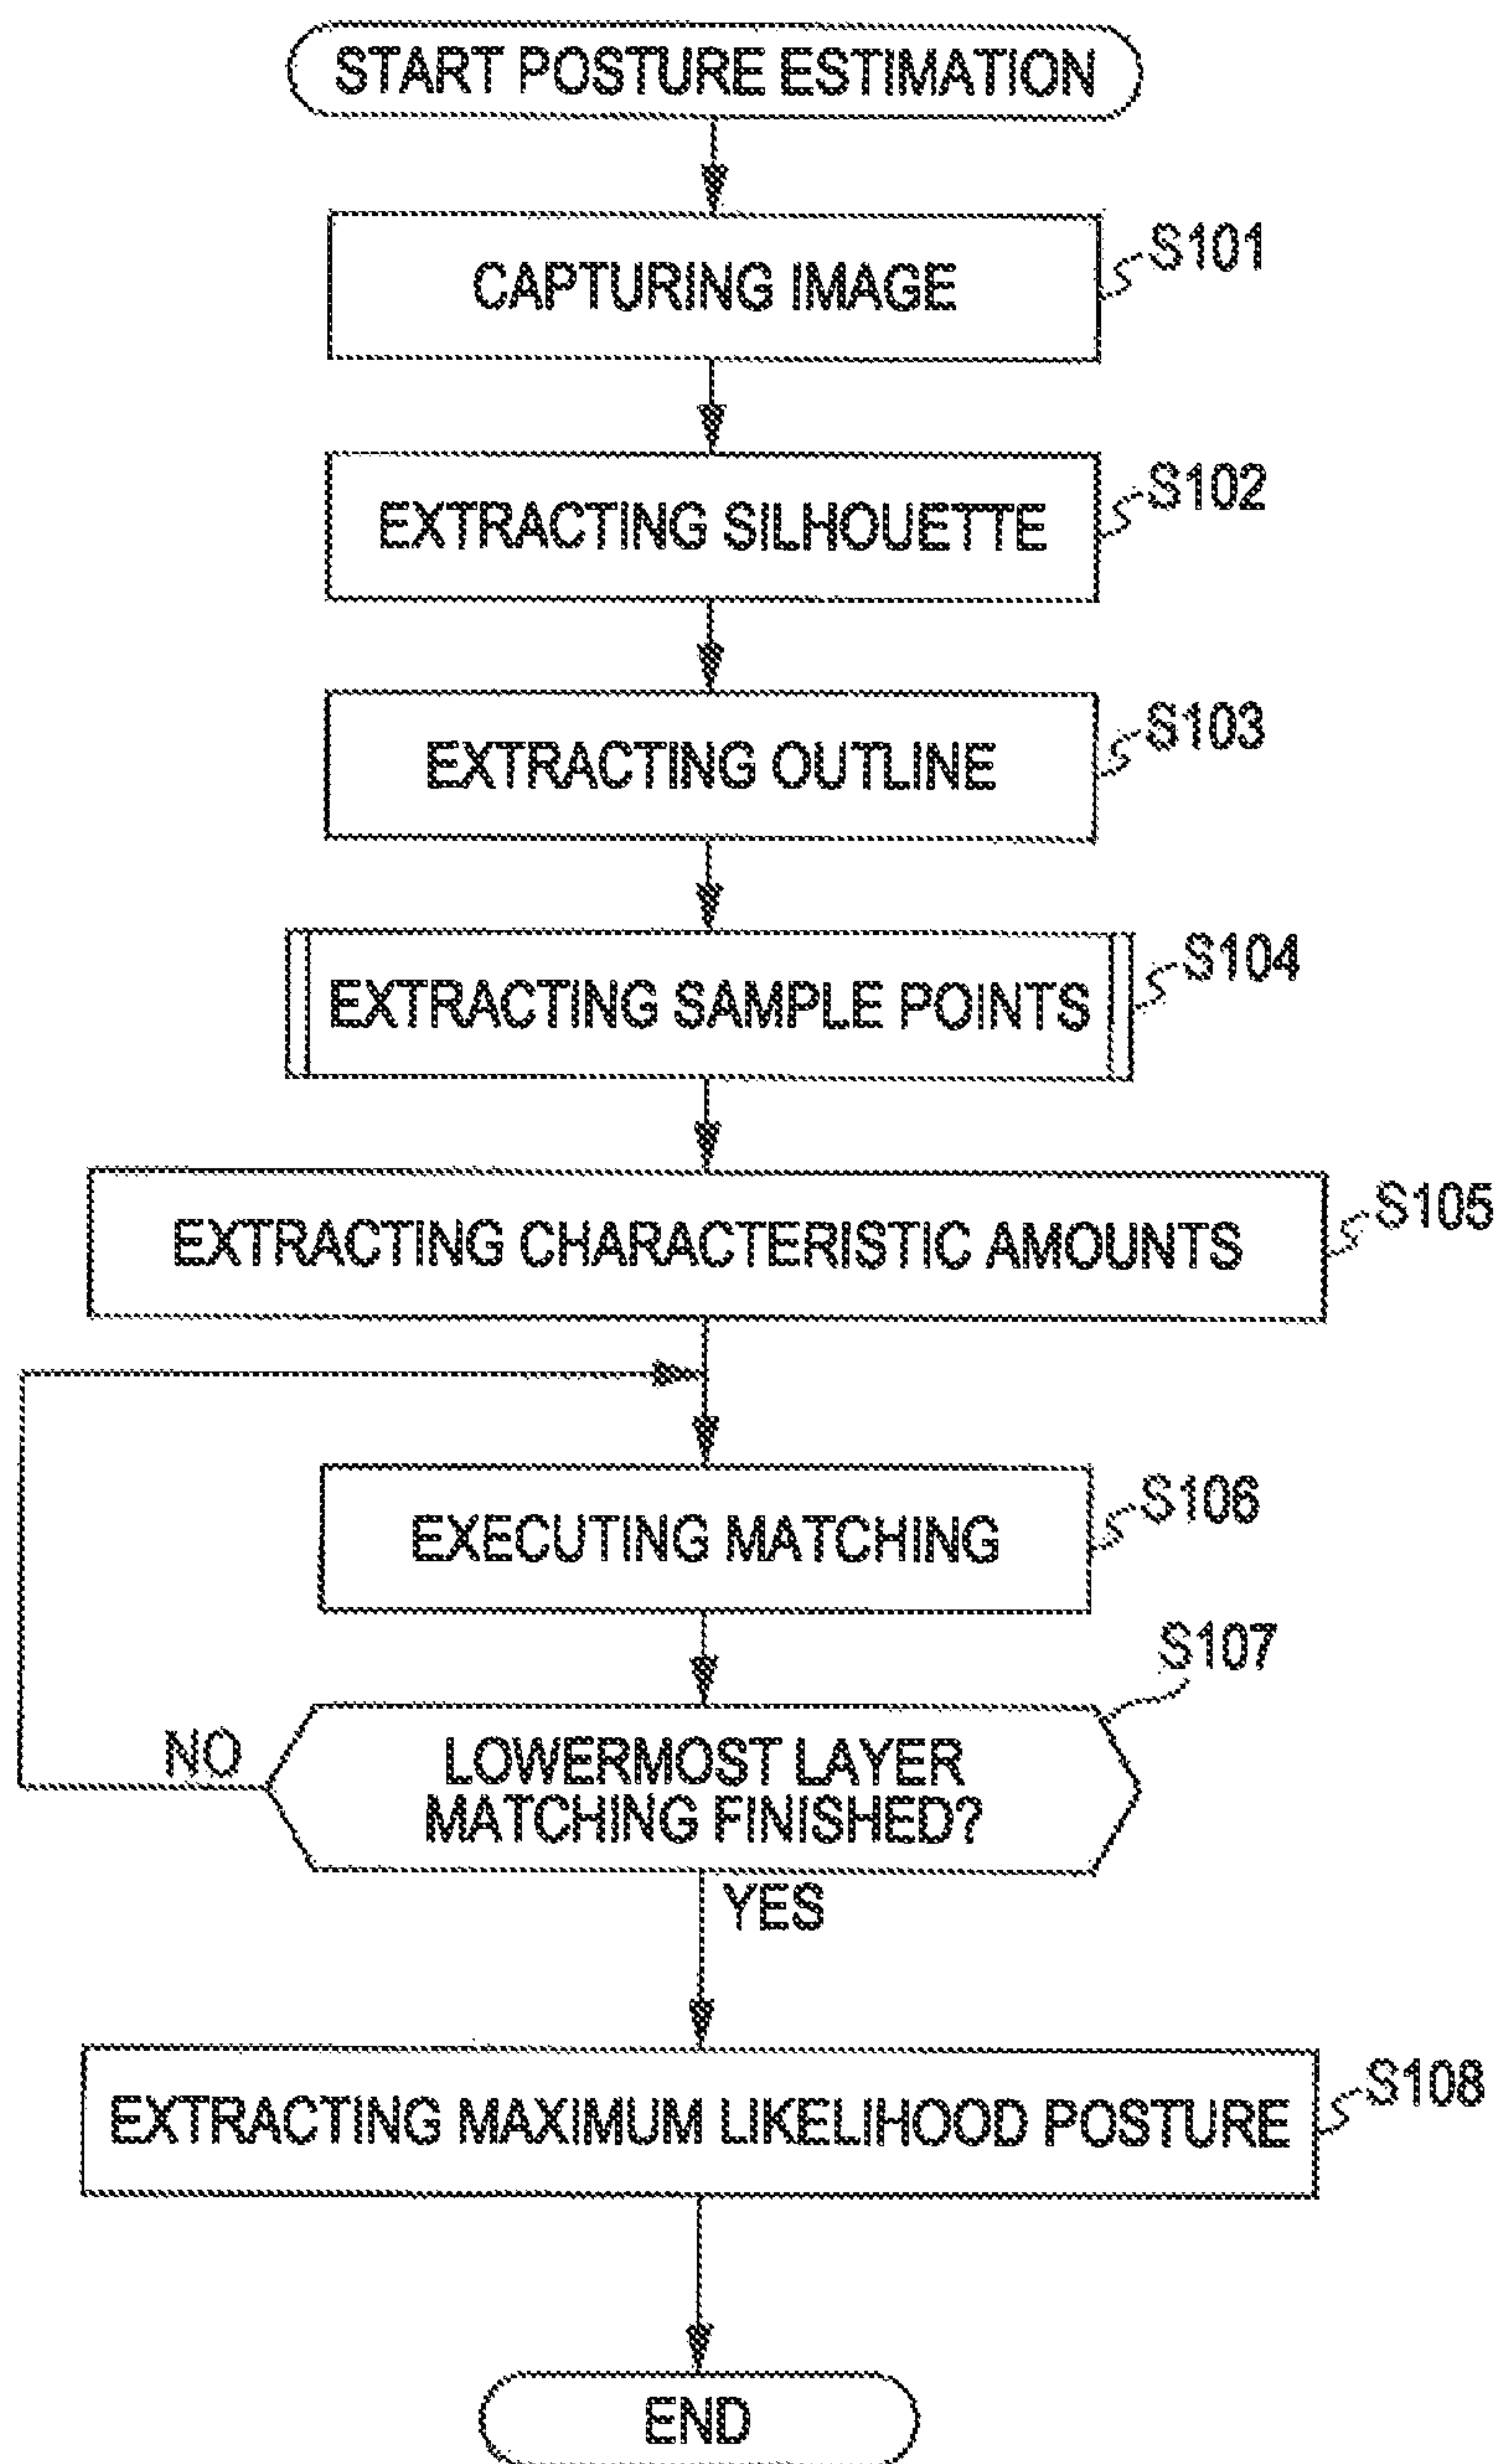 START POSTURE ESTIMATION
CAPTURING IMAGE
S101
EXTRACTING SILHOUETTE
S102
EXTRACTING OUTLINE
S103
EXTRACTING SAMPLE POINTS
S104
EXTRACTING CHARACTERISTIC AMOUNTS
S105
EXECUTING MATCHING
S106
S107
LOWERMOST LAYER
MATCHING FINISHED?
NO
YES
EXTRACTING MAXIMUM LIKELIHOOD POSTURE
S108
END